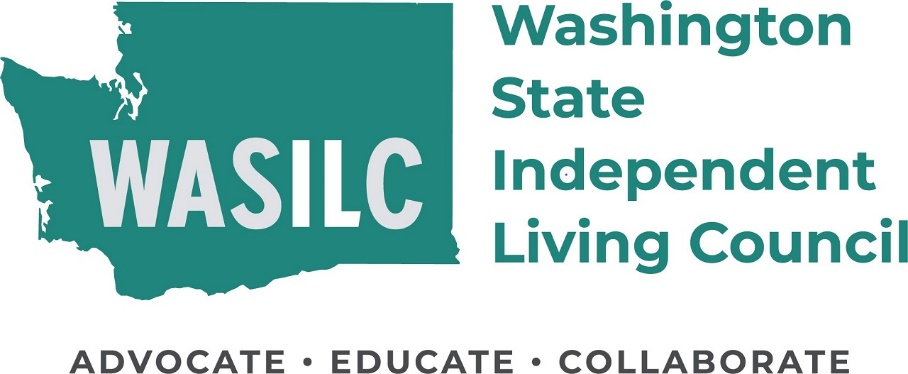 WASILC
Washington
State
Independent
Living Council
ADVOCATE • EDUCATE • COLLABORATE